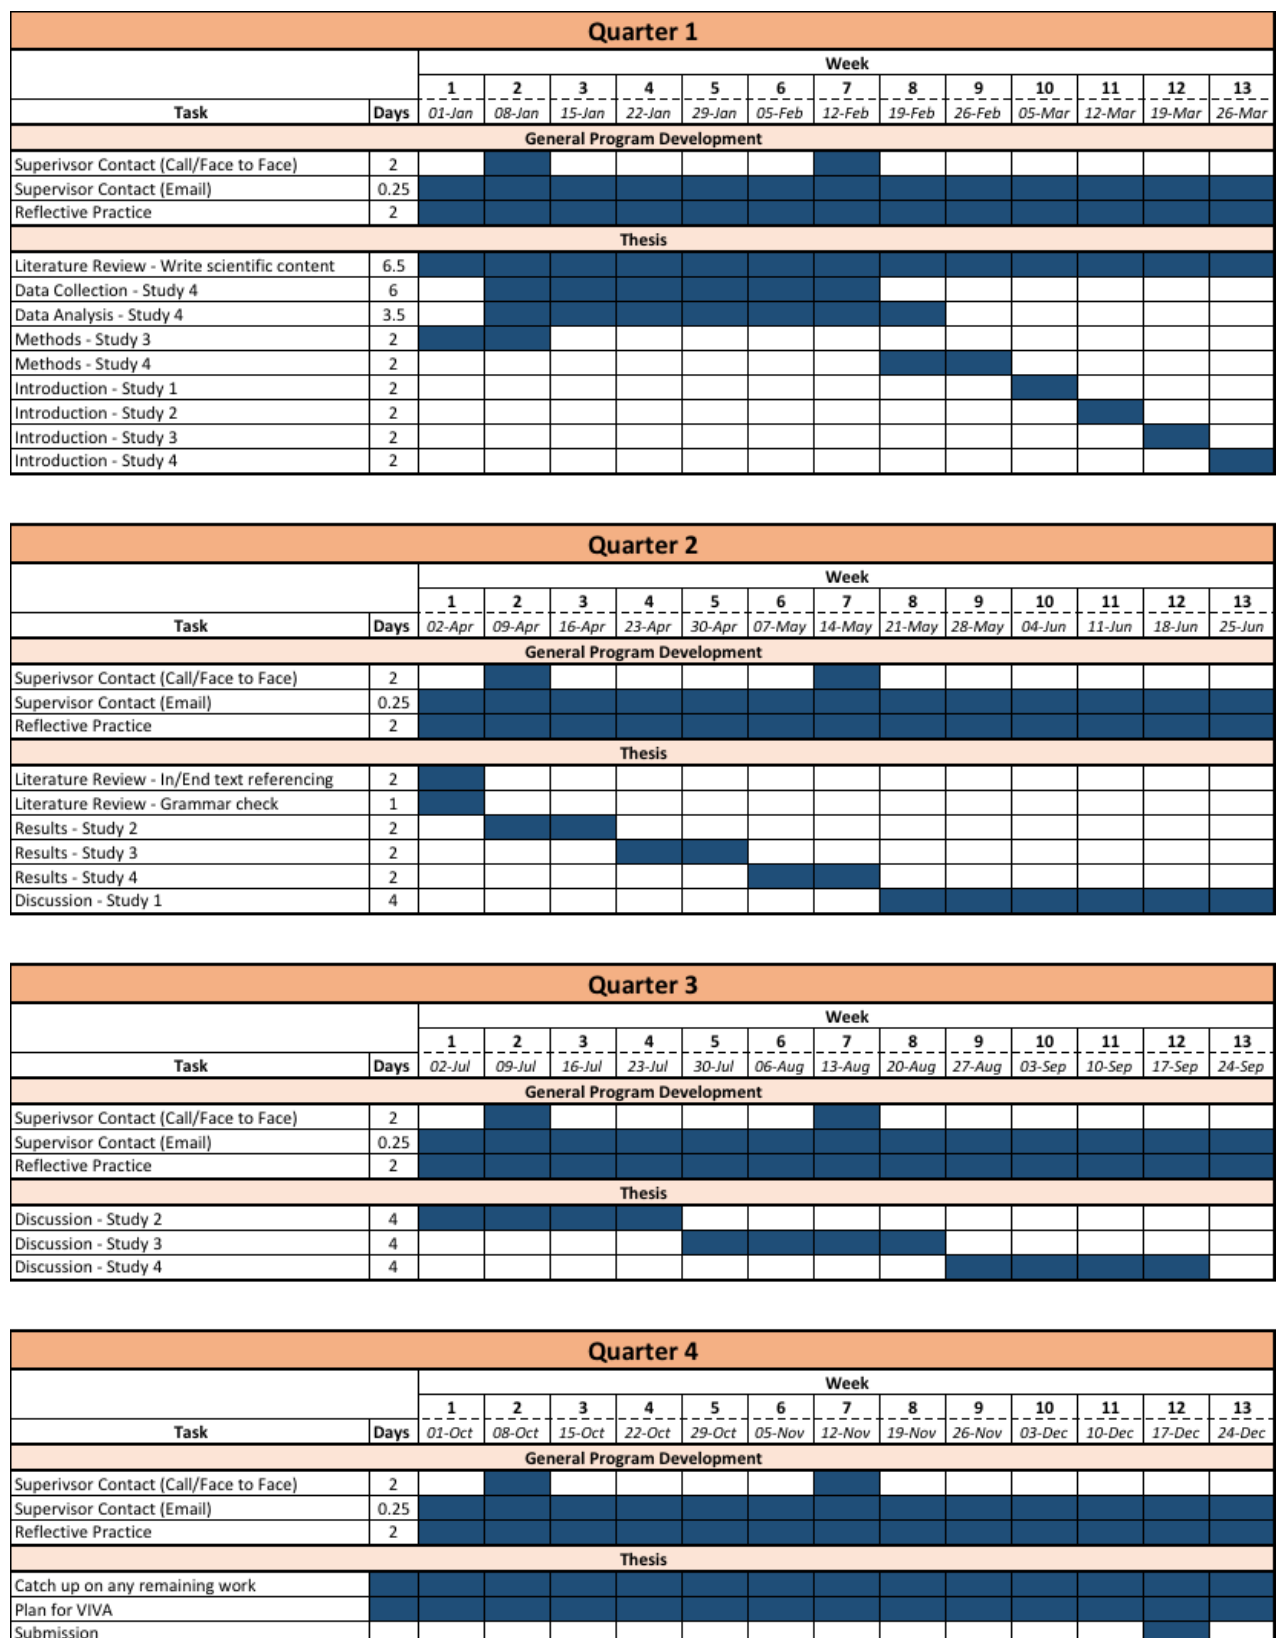 Quarter 1
Week
1 2 3 4 5 6 7 8 9 10 11 12 13
Task Days 01-Jan 08-Jan 15-Jan 22-Jan 29-Jan 05-Feb 12-Feb 19-Feb 26-Feb 05-Mar 12-Mar 19-Mar 26-Mar
General Program Development
Superivsor Contact (Call/Face to Face) 2
Supervisor Contact (Email) 0.25
Reflective Practice 2
Thesis
Literature Review - Write scientific content 6.5
Data Collection - Study 4 6
Data Analysis - Study 4 3.5
Methods - Study 3 2
Methods - Study 4 2
Introduction - Study 1 2
Introduction - Study 2 2
Introduction - Study 3 2
Introduction - Study 4 2
Quarter 2
Week
1 2 3 4 5 6 7 8 9 10 11 12 13
Task Days 02-Apr 09-Apr 16-Apr 23-Apr 30-Apr 07-May 14-May 21-May 28-May 04-Jun 11-Jun 18-Jun 25-Jun
General Program Development
Superivsor Contact (Call/Face to Face) 2
Supervisor Contact (Email) 0.25
Reflective Practice 2
Thesis
Literature Review - In/End text referencing 2
Literature Review - Grammar check 1
Results - Study 2 2
Results - Study 3 2
Results - Study 4 2
Discussion - Study 1 4
Quarter 3
Week
1 2 3 4 5 6 7 8 9 10 11 12 13
Task Days 02-Jul 09-Jul 16-Jul 23-Jul 30-Jul 06-Aug 13-Aug 20-Aug 27-Aug 03-Sep 10-Sep 17-Sep 24-Sep
General Program Development
Superivsor Contact (Call/Face to Face) 2
Supervisor Contact (Email) 0.25
Reflective Practice 2
Thesis
Discussion - Study 2 4
Discussion - Study 3 4
Discussion - Study 4 4
Quarter 4
Week
1 2 3 4 5 6 7 8 9 10 11 12 13
Task Days 01-Oct 08-Oct 15-Oct 22-Oct 29-Oct 05-Nov 12-Nov 19-Nov 26-Nov 03-Dec 10-Dec 17-Dec 24-Dec
General Program Development
Superivsor Contact (Call/Face to Face) 2
Supervisor Contact (Email) 0.25
Reflective Practice 2
Thesis
Catch up on any remaining work
Plan for VIVA
Submission